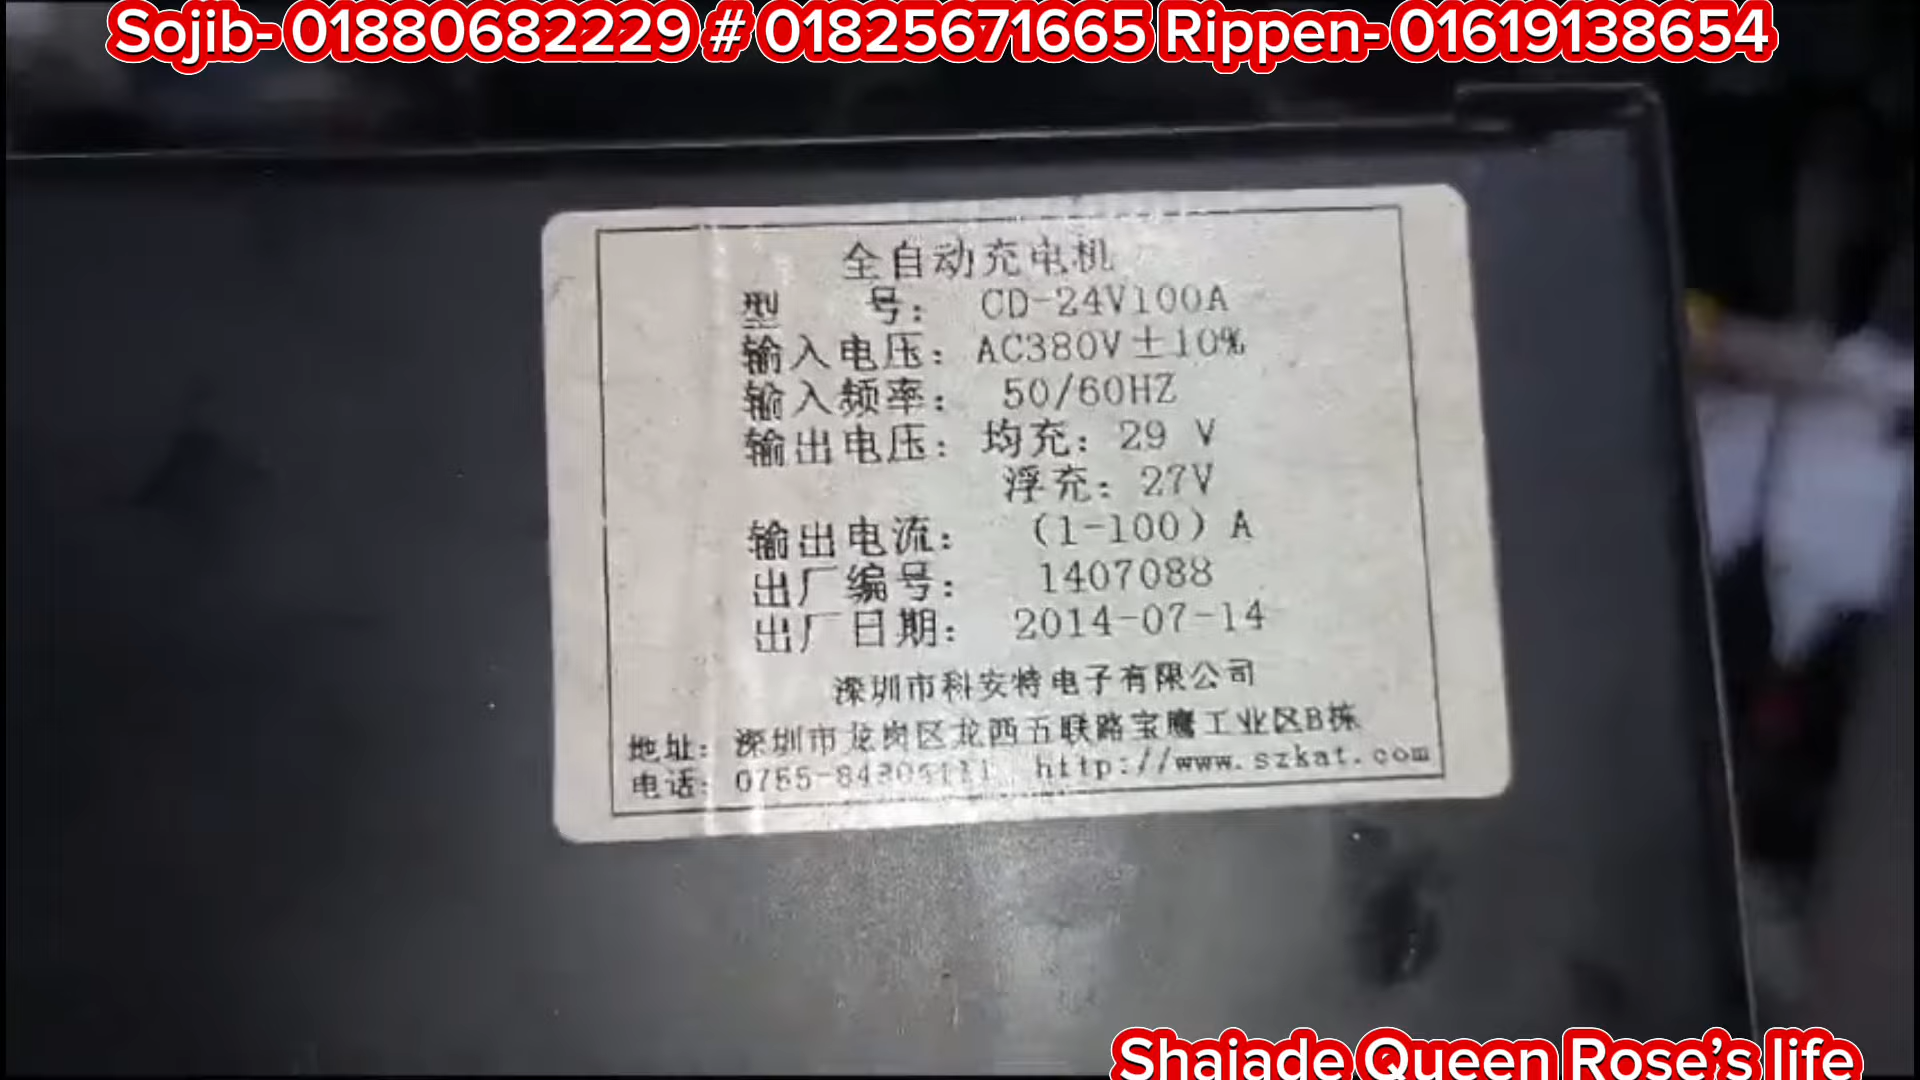 Sojib- 01880682229 # 01825671665 Rippen- 01619138654
全自动充电机
型 号: CD-24V100A
输入电压: AC380V±10%
输入频率: 50/60HZ
输出电压: 均充: 29 V
浮充: 27V
输出电流: (1-100) A
出厂编号: 1407088
出厂日期: 2014-07-14
深圳市科安特电子有限公司
地址: 深圳市龙岗区龙西五联路宝鹰工业区B栋
电话: http://www.szkat.com
Shajade Queen Rose's life